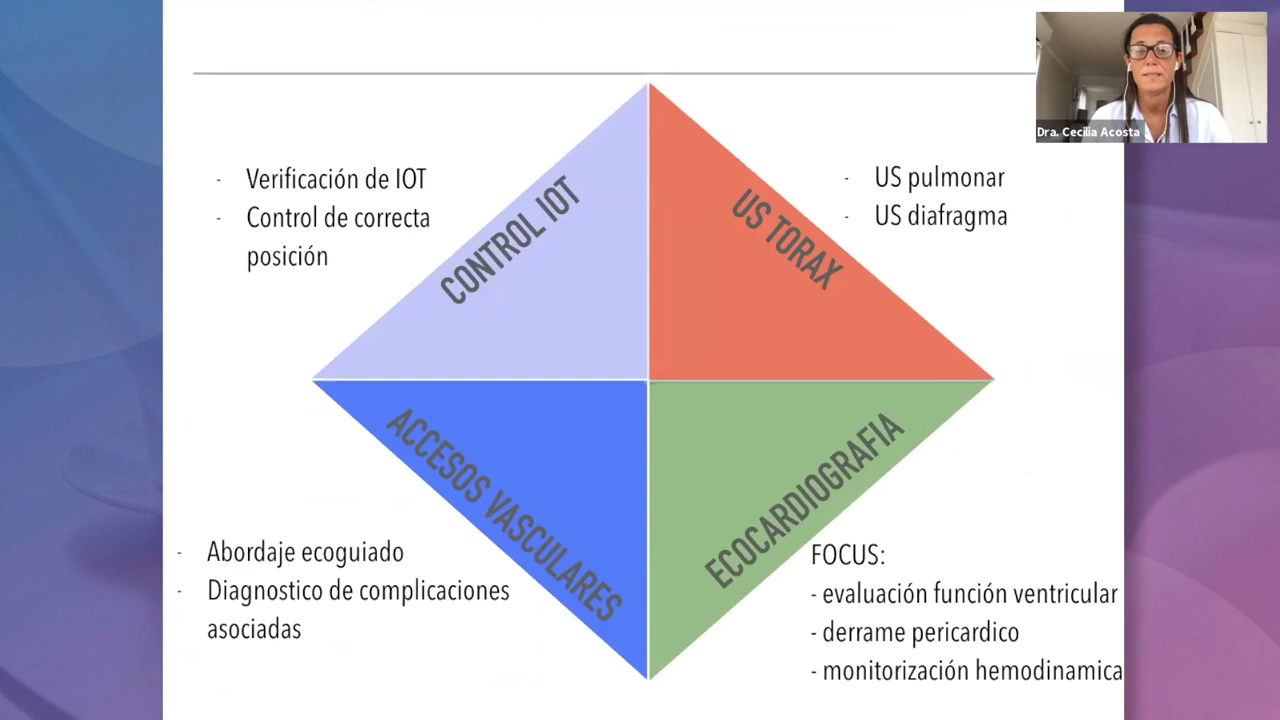 Dra. Cecilia Acosta
- Verificación de IOT
- Control de correcta
posición
CONTROL IOT
US TORAX
- US pulmonar
- US diafragma
ACCESOS VASCULARES
ECOCARDIOGRAFIA
- Abordaje ecoguiado
- Diagnostico de complicaciones
asociadas
FOCUS:
- evaluación función ventricular
- derrame pericardico
- monitorización hemodinamica